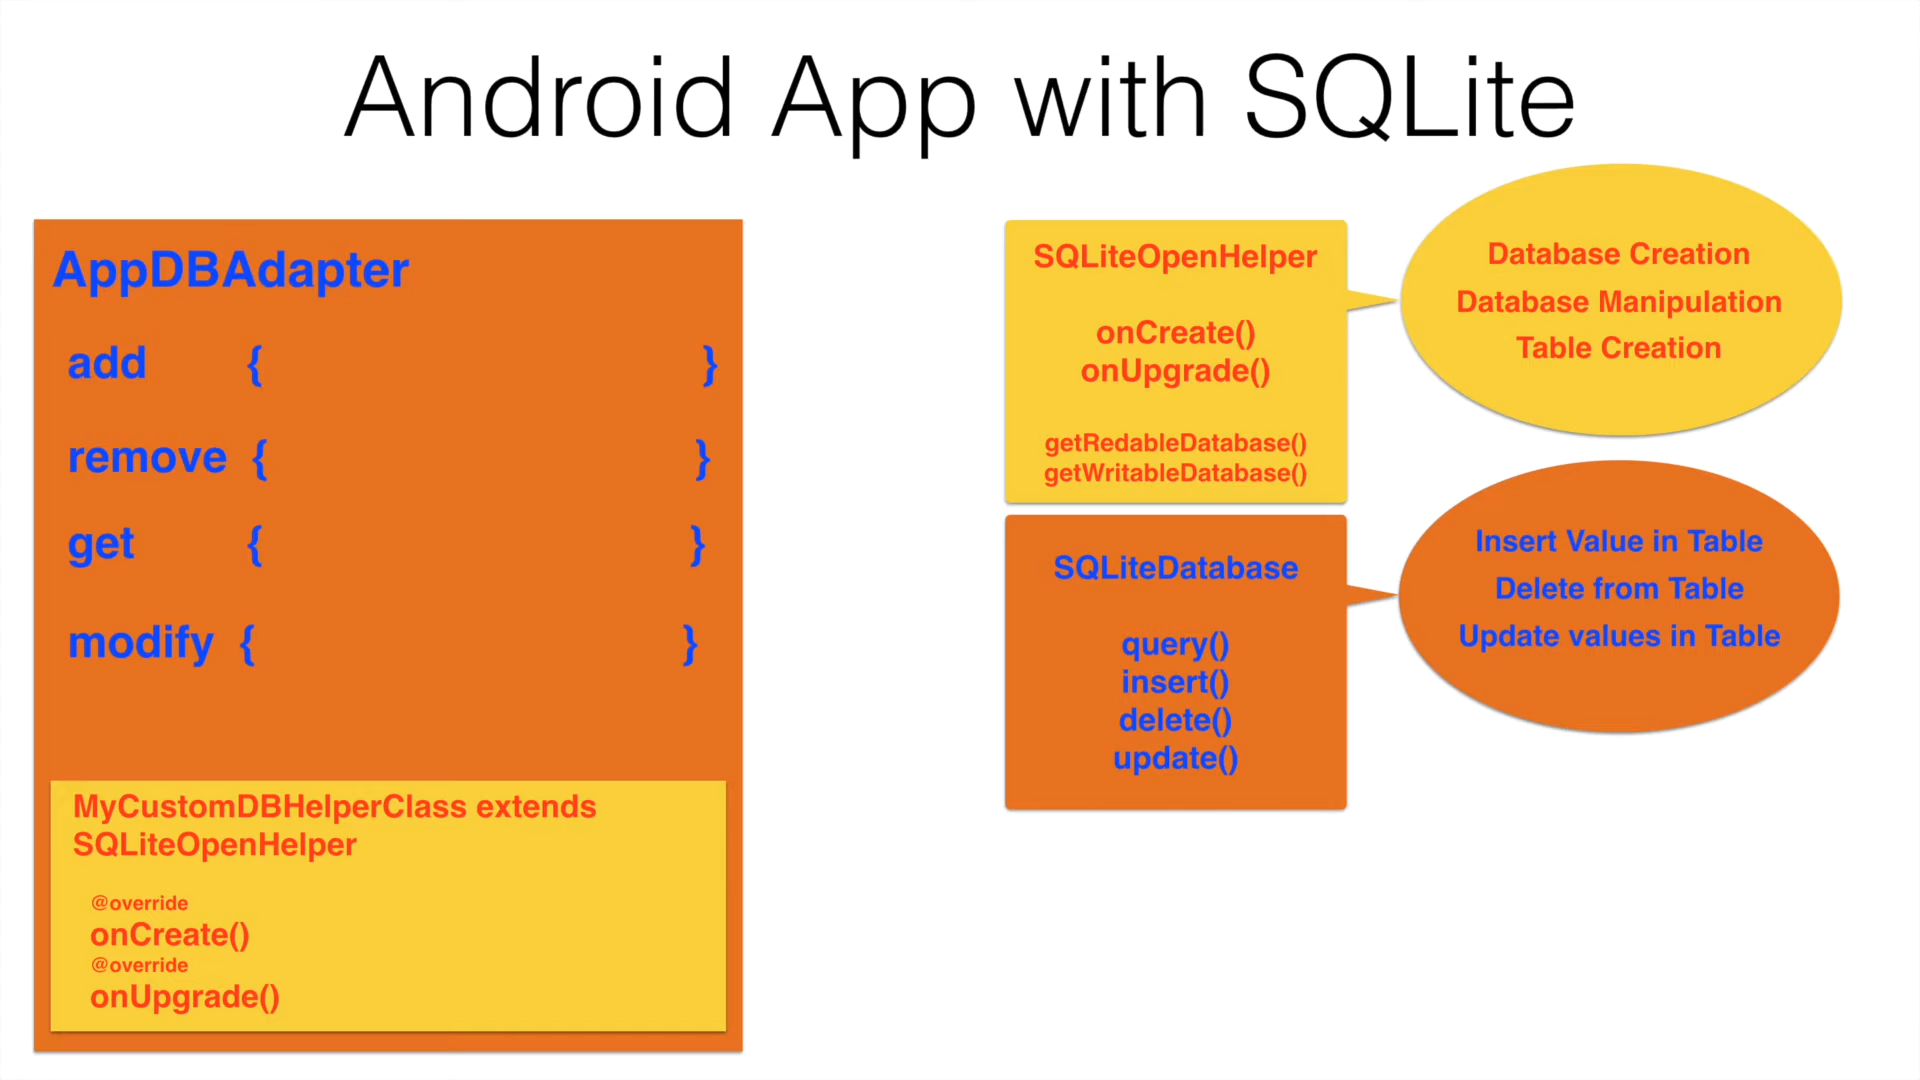 Android App with SQLite
AppDBAdapter
add { }
remove { }
get { }
modify { }
MyCustomDBHelperClass extends
SQLiteOpenHelper
@override
onCreate()
@override
onUpgrade()
SQLiteOpenHelper
onCreate()
onUpgrade()
getRedableDatabase()
getWritableDatabase()
Database Creation
Database Manipulation
Table Creation
SQLiteDatabase
query()
insert()
delete()
update()
Insert Value in Table
Delete from Table
Update values in Table